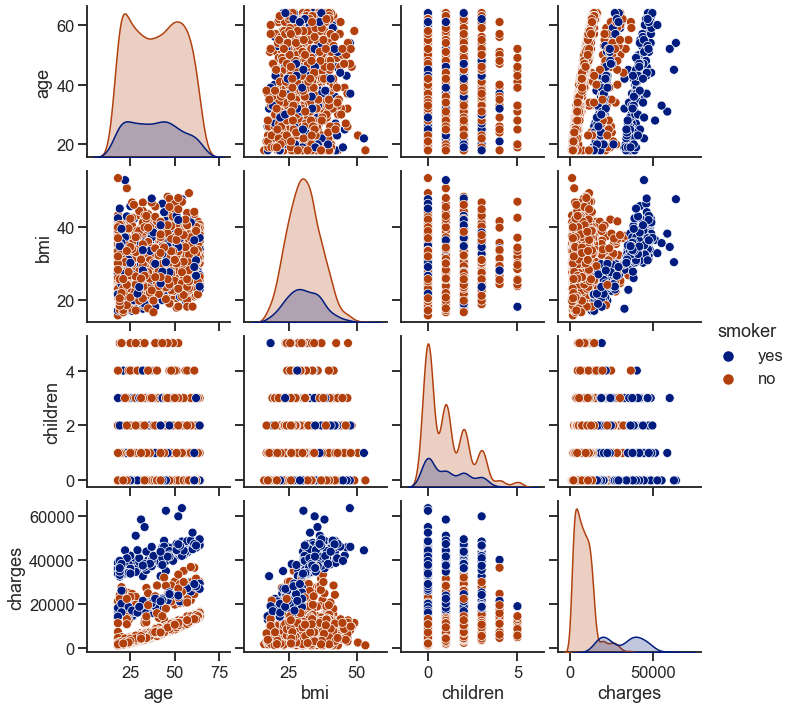 60
40
20
age
40
20
bmi
smoker
yes
no
4
2
0
children
60000
40000
20000
0
charges
25 50 75
25 50
0 5
0 50000
age
bmi
children
charges